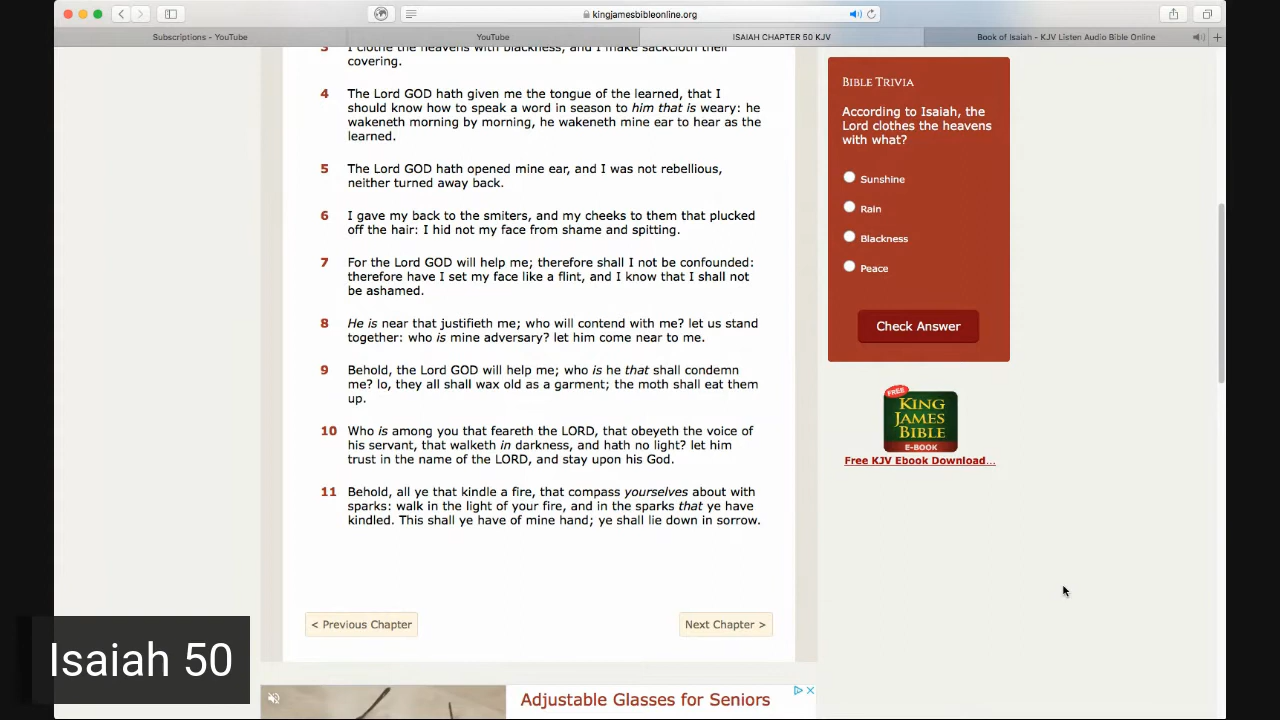 kingjamesbibleonline.org
Subscriptions - YouTube
YouTube
ISAIAH CHAPTER 50 KJV
Book of Isaiah - KJV Listen Audio Bible Online
3 I clothe the heavens with blackness, and I make sackcloth their
covering.
4 The Lord GOD hath given me the tongue of the learned, that I
should know how to speak a word in season to him that is weary: he
wakeneth morning by morning, he wakeneth mine ear to hear as the
learned.
5 The Lord GOD hath opened mine ear, and I was not rebellious,
neither turned away back.
6 I gave my back to the smiters, and my cheeks to them that plucked
off the hair: I hid not my face from shame and spitting.
7 For the Lord GOD will help me; therefore shall I not be confounded:
therefore have I set my face like a flint, and I know that I shall not
be ashamed.
8 He is near that justifieth me; who will contend with me? let us stand
together: who is mine adversary? let him come near to me.
9 Behold, the Lord GOD will help me; who is he that shall condemn
me? lo, they all shall wax old as a garment; the moth shall eat them
up.
10 Who is among you that feareth the LORD, that obeyeth the voice of
his servant, that walketh in darkness, and hath no light? let him
trust in the name of the LORD, and stay upon his God.
11 Behold, all ye that kindle a fire, that compass yourselves about with
sparks: walk in the light of your fire, and in the sparks that ye have
kindled. This shall ye have of mine hand; ye shall lie down in sorrow.
< Previous Chapter
Next Chapter >
BIBLE TRIVIA
According to Isaiah, the
Lord clothes the heavens
with what?
Sunshine
Rain
Blackness
Peace
Check Answer
FREE
KING
JAMES
BIBLE
E-BOOK
Free KJV Ebook Download...
Isaiah 50
Adjustable Glasses for Seniors